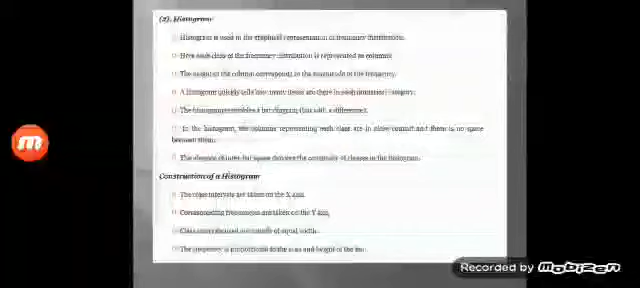 (2). Histogram
Histogram is used in the graphical representation of frequency distributions.
Here each class of the frequency distribution is represented as columns
The height of the column corresponds to the magnitude of the frequency.
A Histogram quickly tells how many items are there in each numerical category.
The histogram resembles a bar diagram (but with a difference).
In the histogram, the columns representing each class are in close contact and there is no space
between them.
The absence of inter-bar space denotes the continuity of classes in the histogram.
Construction of a Histogram
The class intervals are taken on the X axis.
Corresponding frequencies are taken on the Y axis.
Class should be usually of equal width.
The frequency is proportional to the area and height of the bar.
Recorded by Mobizen